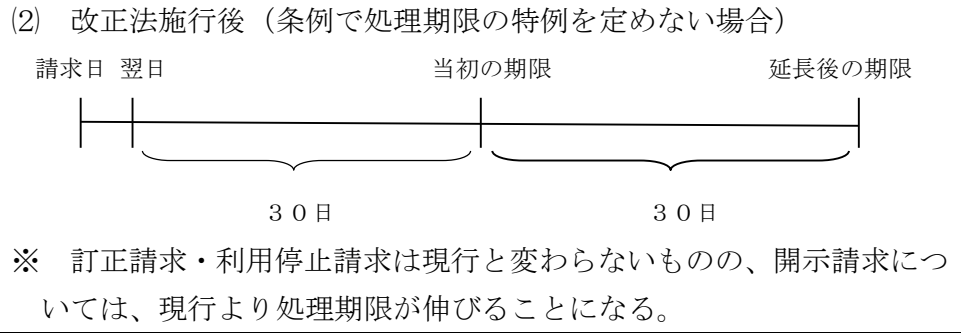 ⑵　改正法施行後（条例で処理期限の特例を定めない場合）
請求日 翌日　当初の期限　延長後の期限
３０日　３０日
※　訂正請求・利用停止請求は現行と変わらないものの、開示請求につ
いては、現行より処理期限が伸びることになる。